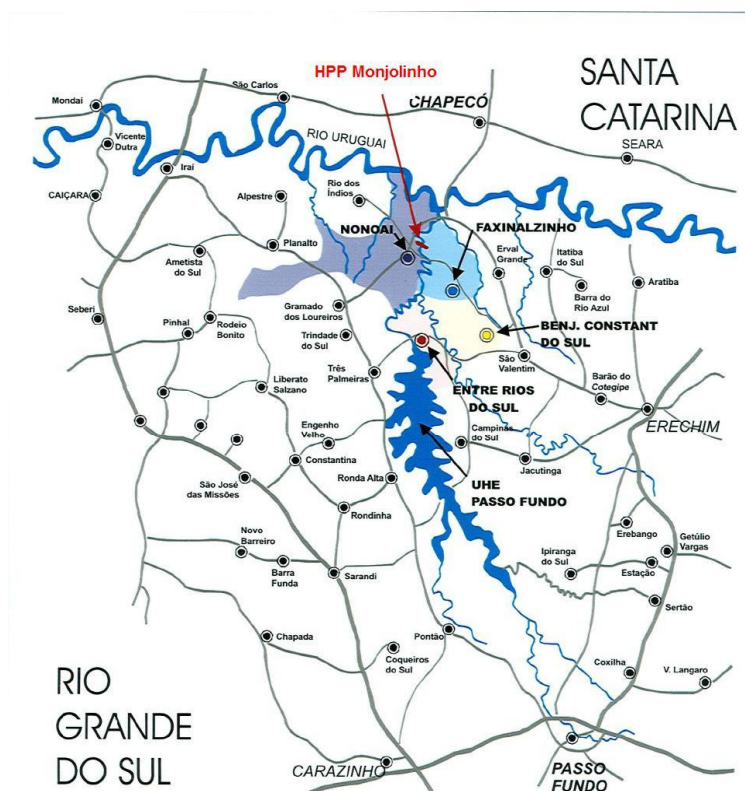 HPP Monjolinho
SANTA
CATARINA
São Carlos
Mondaí
CHAPECÓ
Vicente
Dutra
RIO URUGUAI
SEARA
Iraí
CAIÇARA
Alpestre
Rio dos
Índios
NONOAI
FAXINALZINHO
Planalto
Ametista
do Sul
Erval
Grande
Itatiba
do Sul
Aratiba
Barra do
Rio Azul
Seberi
Gramado
dos Loureiros
Pinhal
Rodeio
Bonito
Trindade
do Sul
BENJ. CONSTANT
DO SUL
São
Valentim
Três
Palmeiras
Liberato
Salzano
ENTRE RIOS
DO SUL
Barão do
Cotegipe
ERECHIM
Engenho
Velho
Campinas
do Sul
Constantina
Jacutinga
São José
das Missões
Ronda Alta
UHE
PASSO FUNDO
Rondinha
Novo
Barreiro
Erebango
Getúlio
Vargas
Ipiranga
do Sul
Estação
Barra
Funda
Sarandi
Sertão
Chapada
Pontão
Coqueiros
do Sul
Coxilha
V. Langaro
RIO
GRANDE
DO SUL
CARAZINHO
PASSO
FUNDO